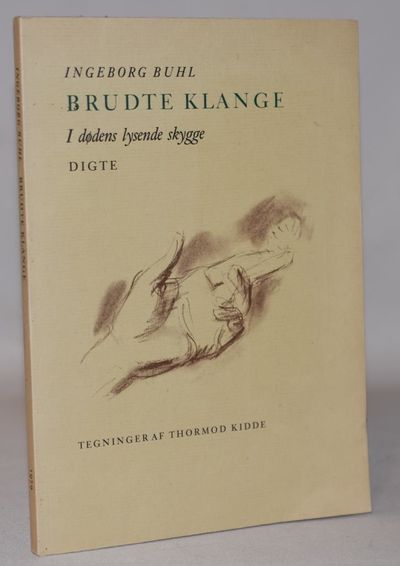 INGEBORG BUHL
BRUDTE KLANGE
I dødens lysende skygge
DIGTE
TEGNINGER AF THORMOD KIDDE
INGEBORG BUHL BRUDTE KLANGE